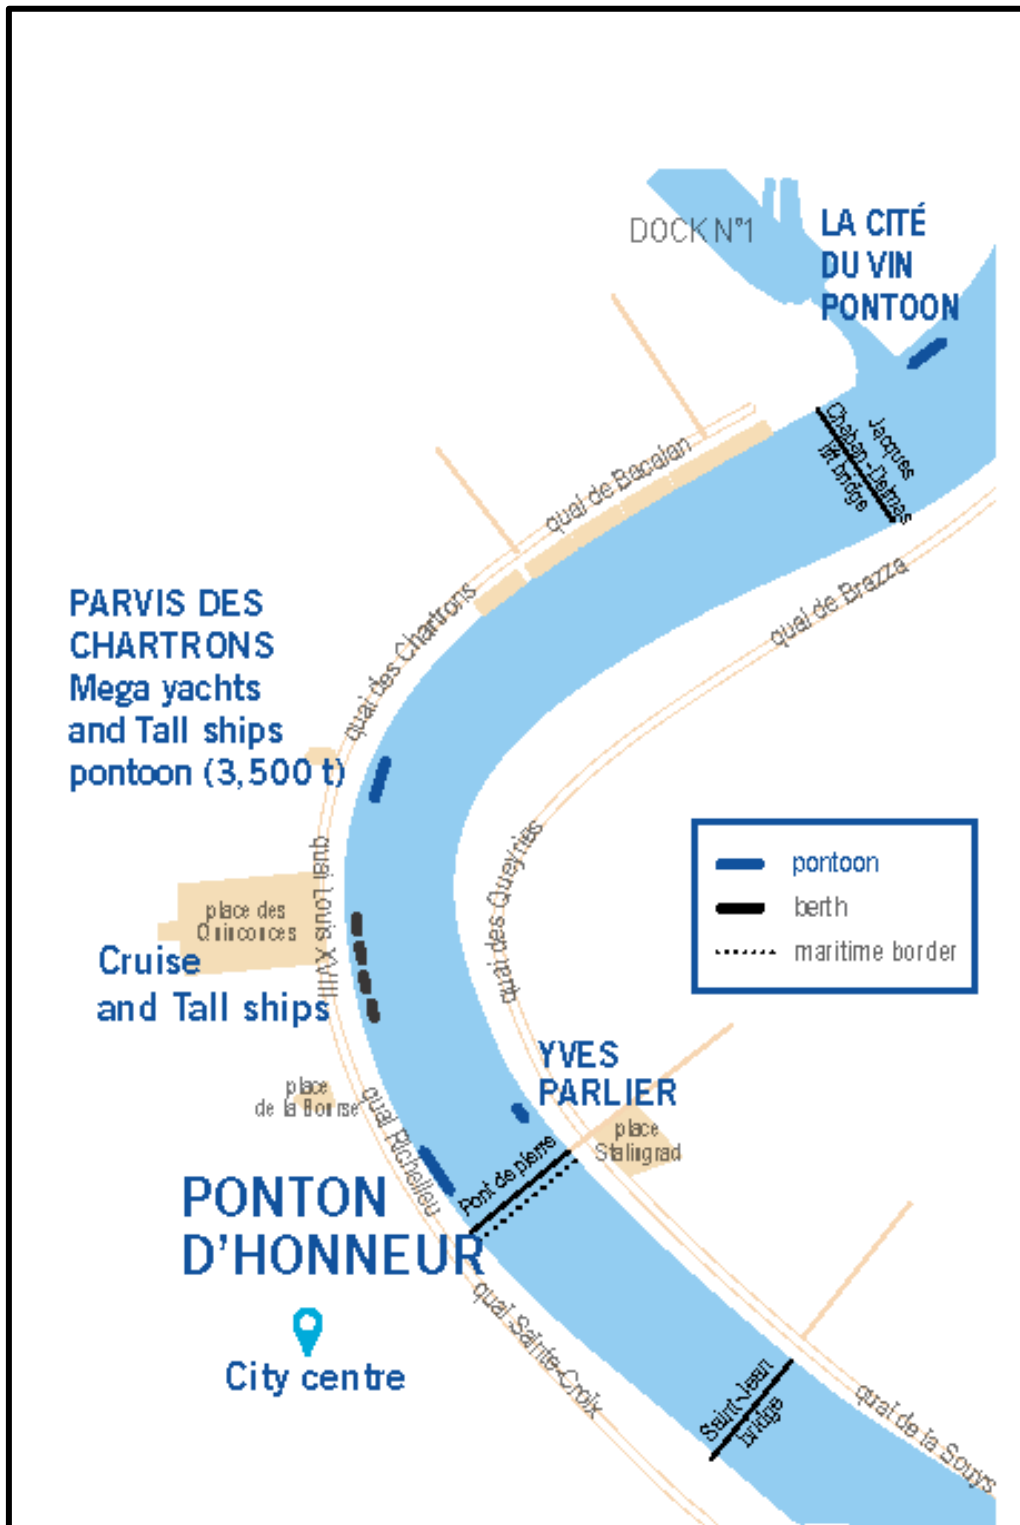 DOCK N°1
LA CITÉ
DU VIN
PONTOON
Jacques
Chaban-Delmas
lift bridge
quai de Bacalan
quai de Brazza
quai des Chartrons
PARVIS DES
CHARTRONS
Mega yachts
and Tall ships
pontoon (3,500 t)
quai Louis XVIII
quai des Queyries
pontoon
berth
maritime border
place des
Quinconces
Cruise
and Tall ships
YVES
PARLIER
place
de la Bourse
quai Richelieu
place
Stalingrad
Pont de pierre
PONTON
D'HONNEUR
quai Sainte-Croix
City centre
Saint-Jean
bridge
quai de la Souys